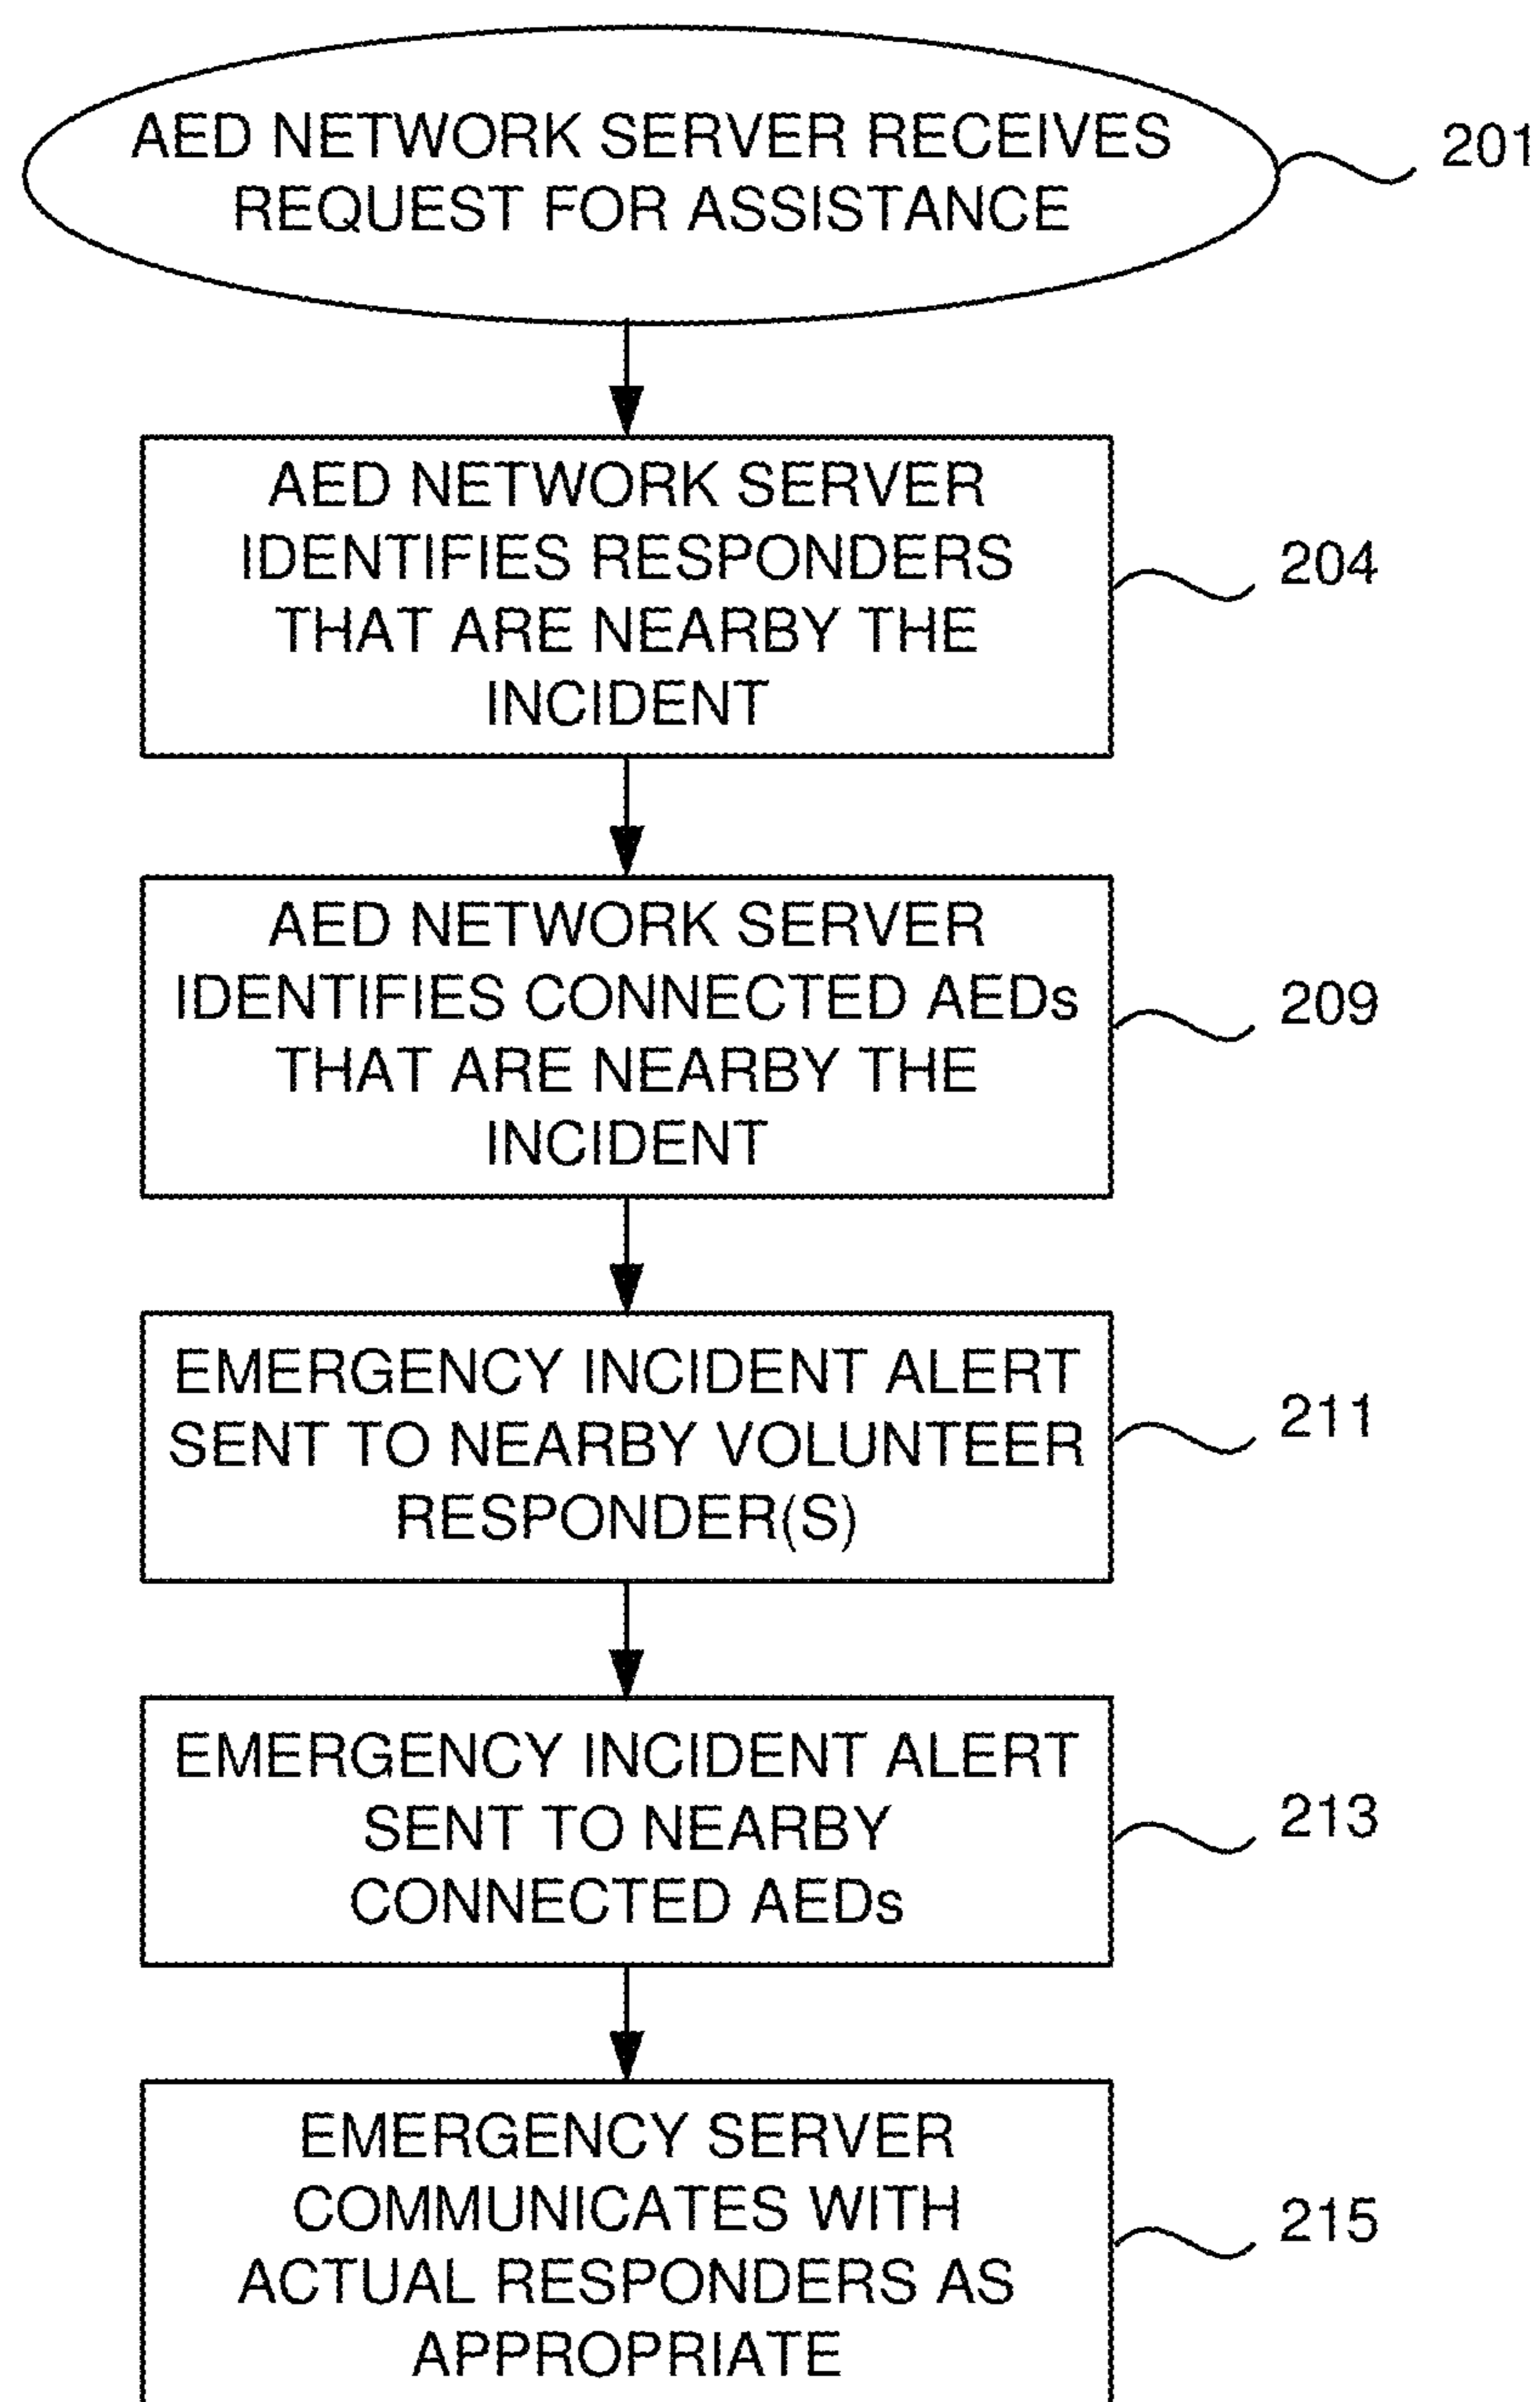 AED NETWORK SERVER RECEIVES
REQUEST FOR ASSISTANCE
201
AED NETWORK SERVER
IDENTIFIES RESPONDERS
THAT ARE NEARBY THE
INCIDENT
204
AED NETWORK SERVER
IDENTIFIES CONNECTED AEDs
THAT ARE NEARBY THE
INCIDENT
209
EMERGENCY INCIDENT ALERT
SENT TO NEARBY VOLUNTEER
RESPONDER(S)
211
EMERGENCY INCIDENT ALERT
SENT TO NEARBY
CONNECTED AEDs
213
EMERGENCY SERVER
COMMUNICATES WITH
ACTUAL RESPONDERS AS
APPROPRIATE
215